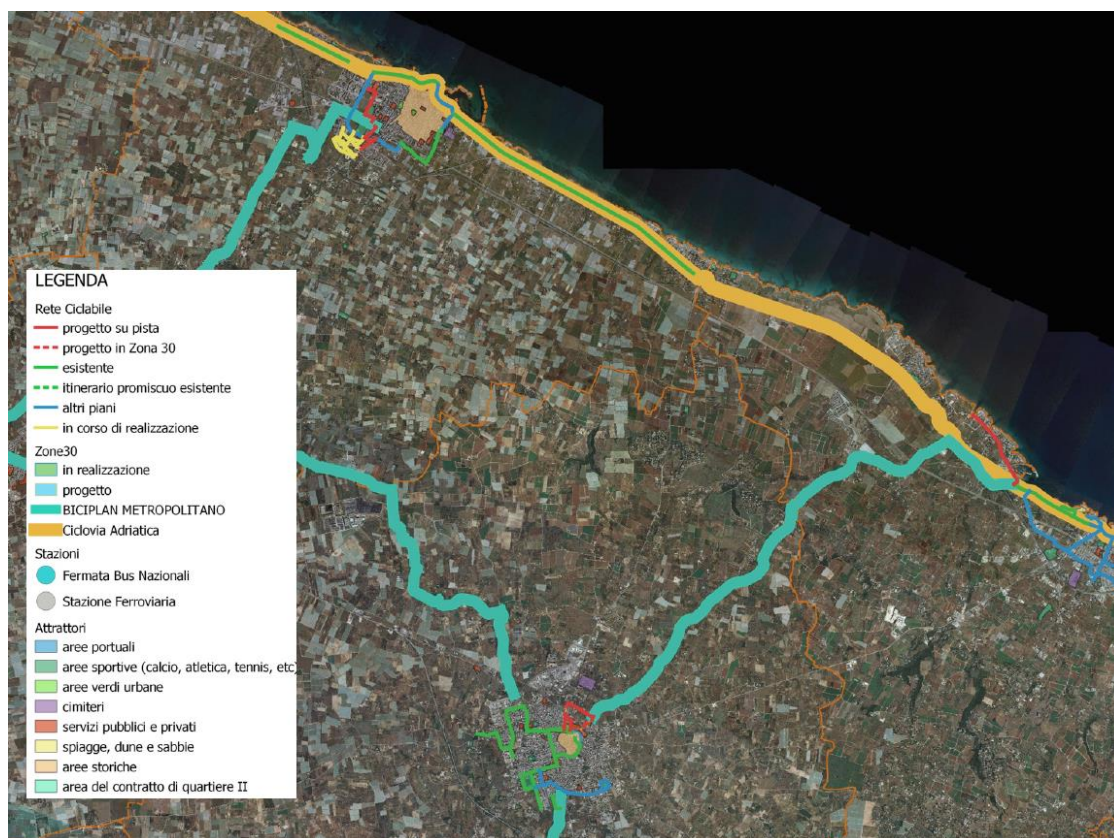 LEGENDA
Rete Ciclabile
progetto su pista
progetto in Zona 30
esistente
itinerario promiscuo esistente
altri piani
in corso di realizzazione
Zone30
in realizzazione
progetto
BICIPLAN METROPOLITANO
Ciclovia Adriatica
Stazioni
Fermata Bus Nazionali
Stazione Ferroviaria
Attrattori
aree portuali
aree sportive (calcio, atletica, tennis, etc)
aree verdi urbane
cimiteri
servizi pubblici e privati
spiagge, dune e sabbie
aree storiche
area del contratto di quartiere II